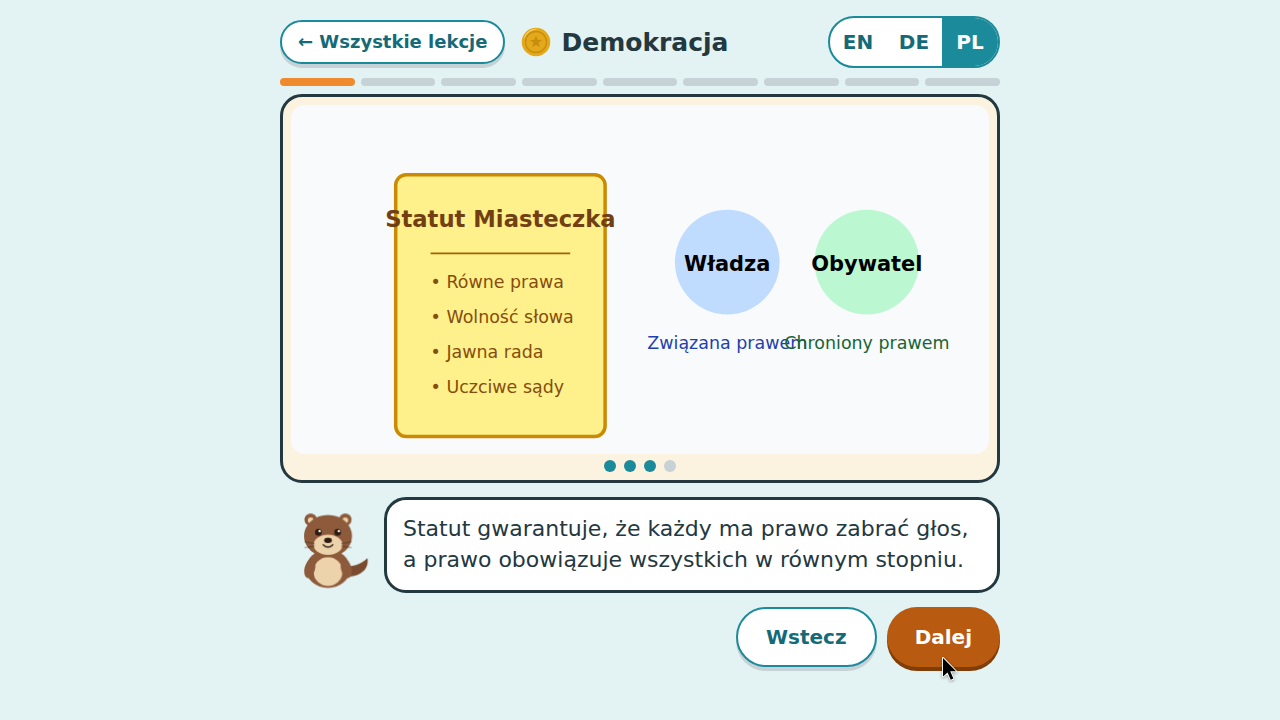 ← Wszystkie lekcje
Demokracja
EN DE PL
Statut Miasteczka
• Równe prawa
• Wolność słowa
• Jawna rada
• Uczciwe sądy
Władza
Obywatel
Związana prawem
Chroniony prawem
Statut gwarantuje, że każdy ma prawo zabrać głos,
a prawo obowiązuje wszystkich w równym stopniu.
Wstecz
Dalej